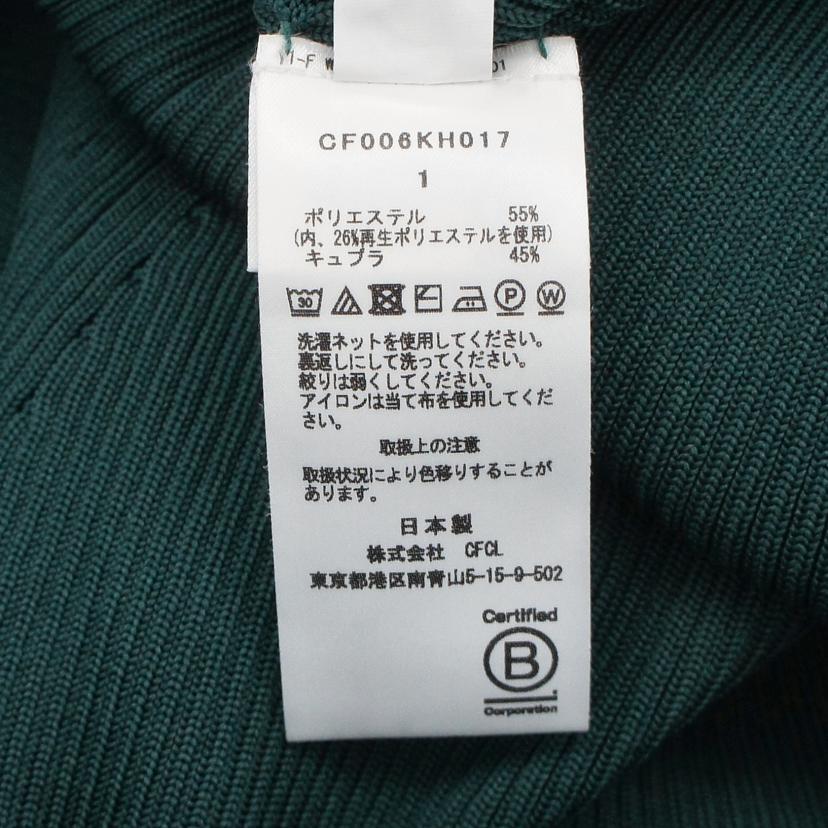 CF006KH017
1
ポリエステル 55%
(内、26%再生ポリエステルを使用)
キュプラ 45%
30 P W
洗濯ネットを使用してください。
裏返しにして洗ってください。
絞りは弱くしてください。
アイロンは当て布を使用してくだ
さい。
取扱上の注意
取扱状況により色移りすることが
あります。
日本製
株式会社 CFCL
東京都港区南青山5-15-9-502
Certified
B
Corporation